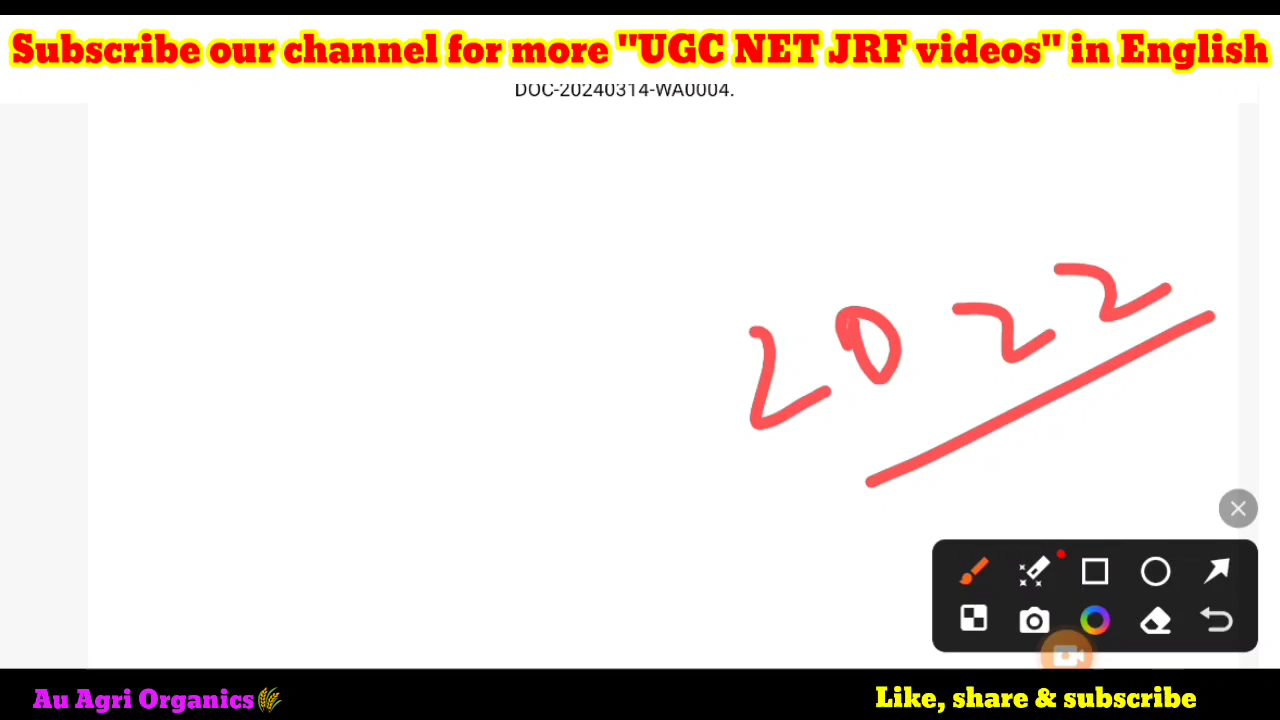 Subscribe our channel for more "UGC NET JRF videos" in English
DOC-20240314-WA0004.
2022
Au Agri Organics🌾
Like, share & subscribe